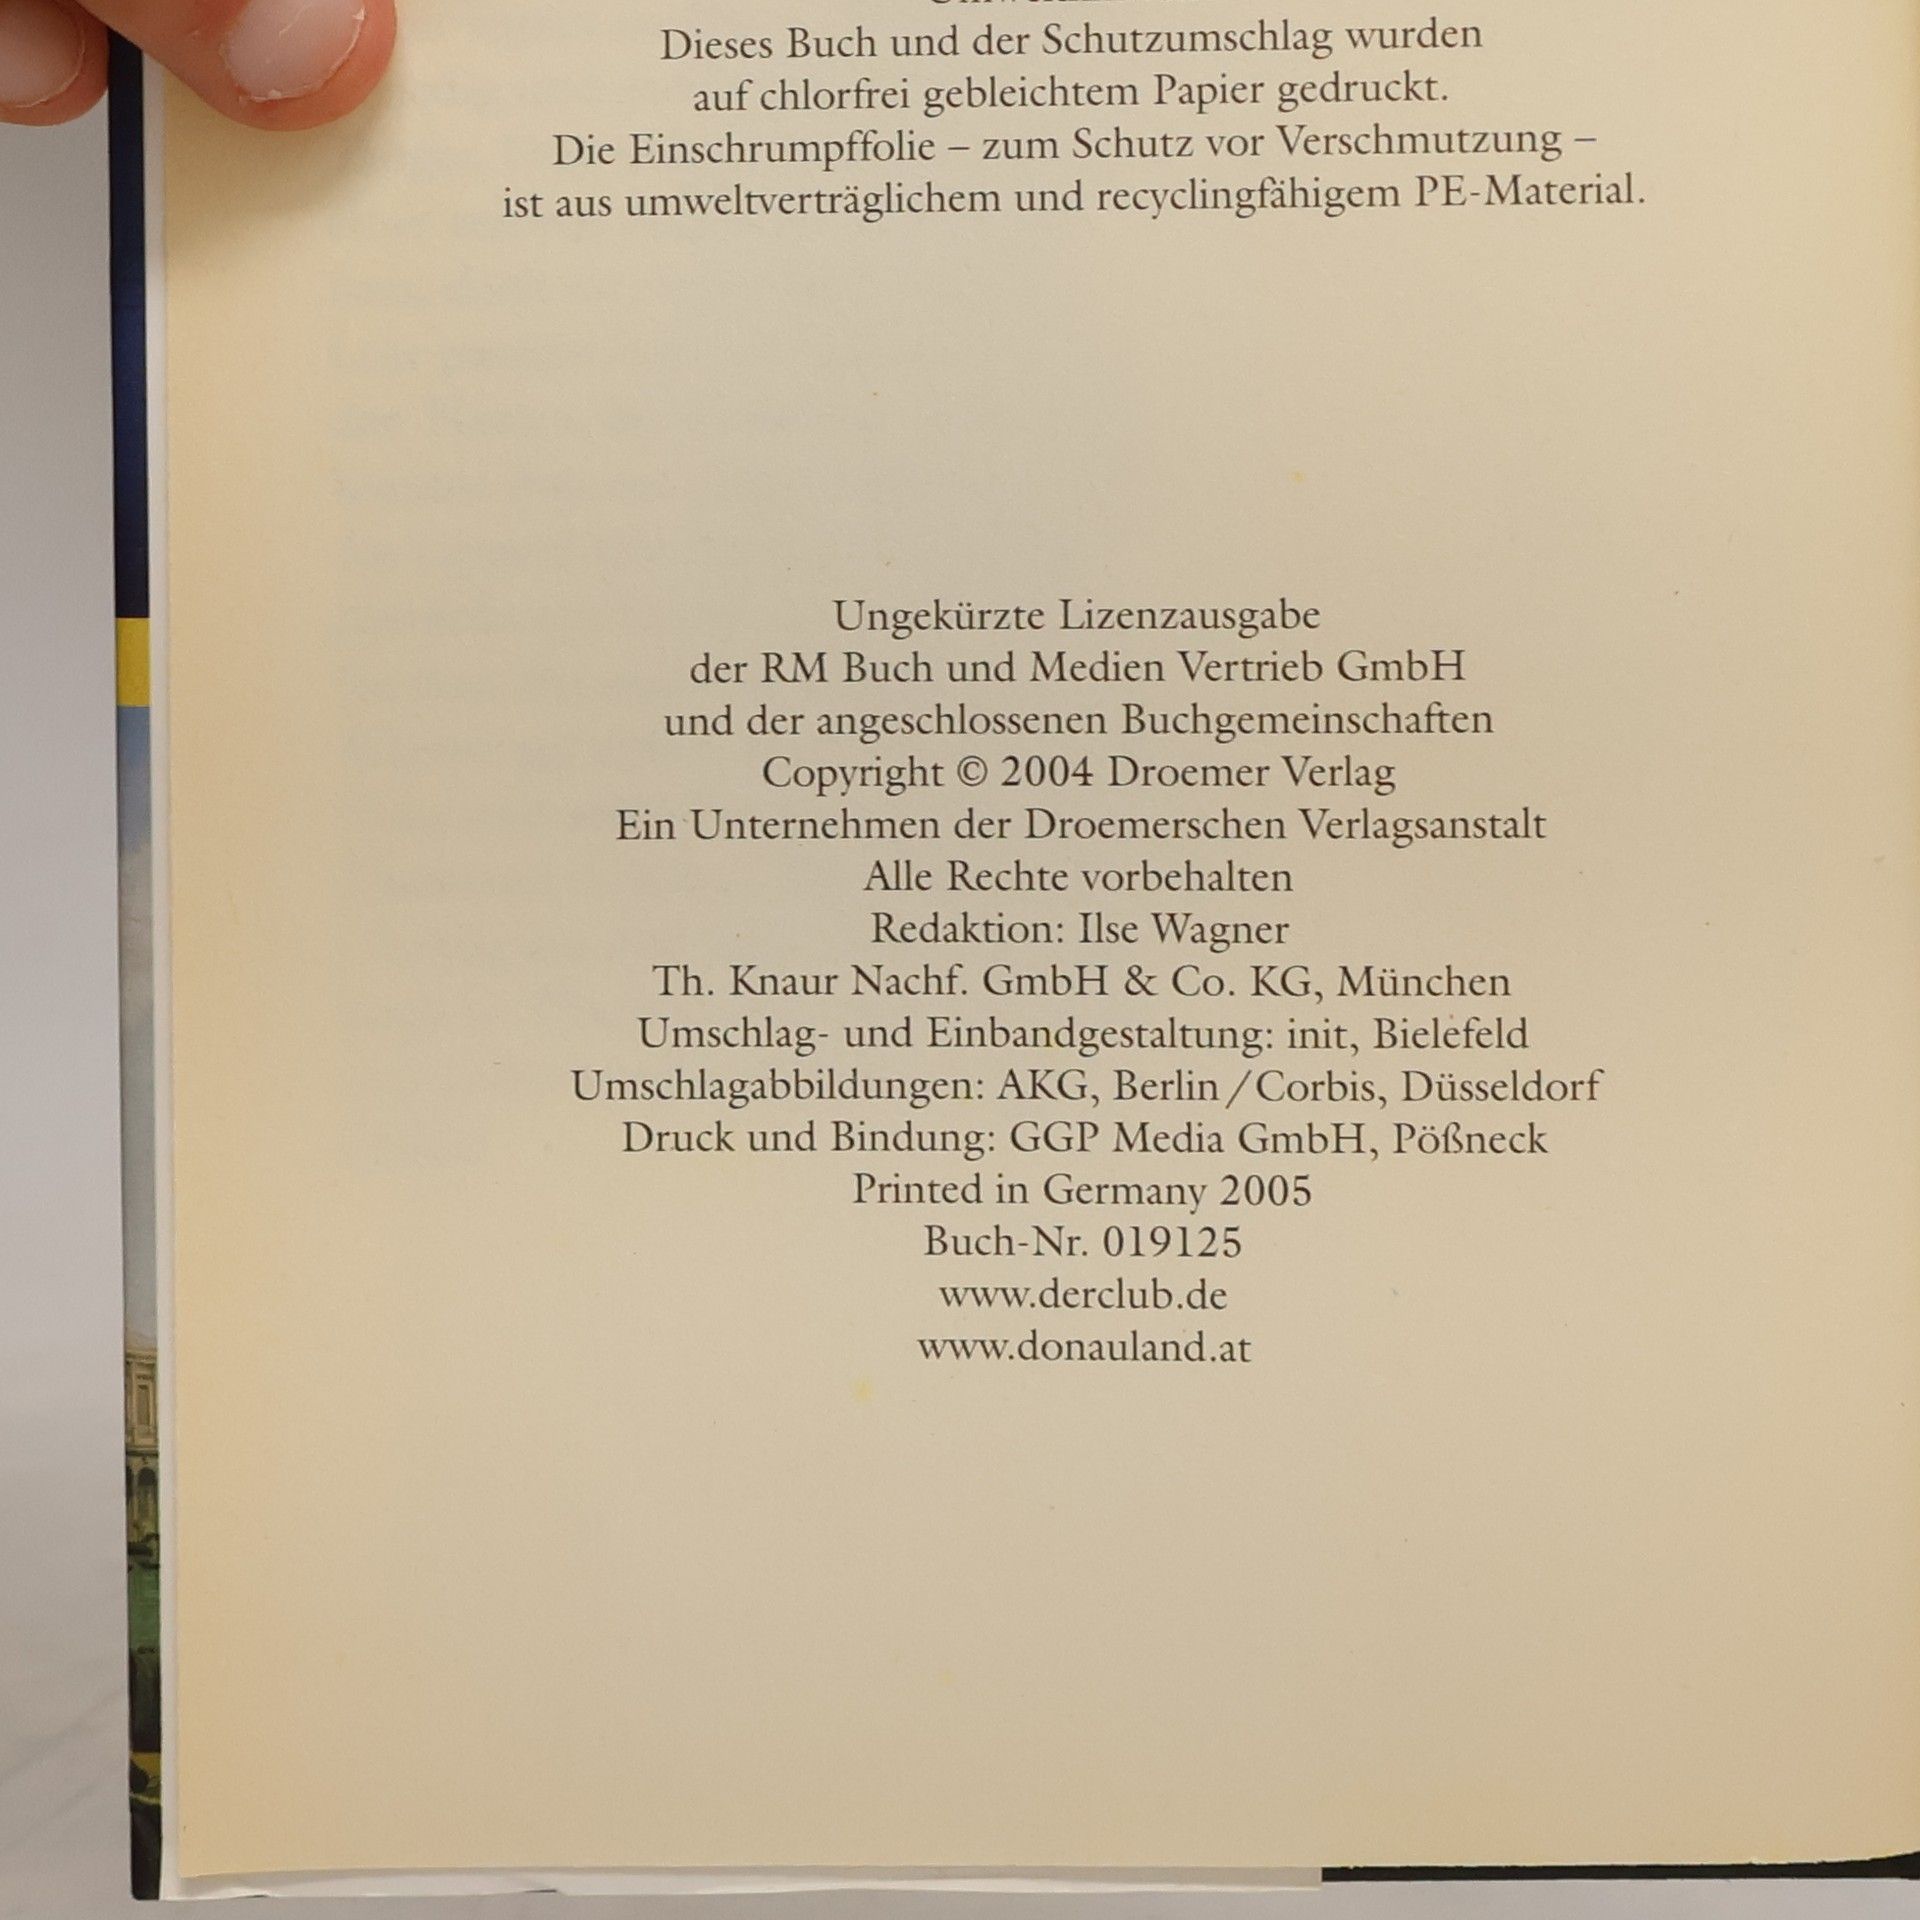 Dieses Buch und der Schutzumschlag wurden
auf chlorfrei gebleichtem Papier gedruckt.
Die Einschrumpffolie – zum Schutz vor Verschmutzung –
ist aus umweltverträglichem und recyclingfähigem PE-Material.
Ungekürzte Lizenzausgabe
der RM Buch und Medien Vertrieb GmbH
und der angeschlossenen Buchgemeinschaften
Copyright © 2004 Droemer Verlag
Ein Unternehmen der Droemerschen Verlagsanstalt
Alle Rechte vorbehalten
Redaktion: Ilse Wagner
Th. Knaur Nachf. GmbH & Co. KG, München
Umschlag- und Einbandgestaltung: init, Bielefeld
Umschlagabbildungen: AKG, Berlin/Corbis, Düsseldorf
Druck und Bindung: GGP Media GmbH, Pößneck
Printed in Germany 2005
Buch-Nr. 019125
www.derclub.de
www.donauland.at